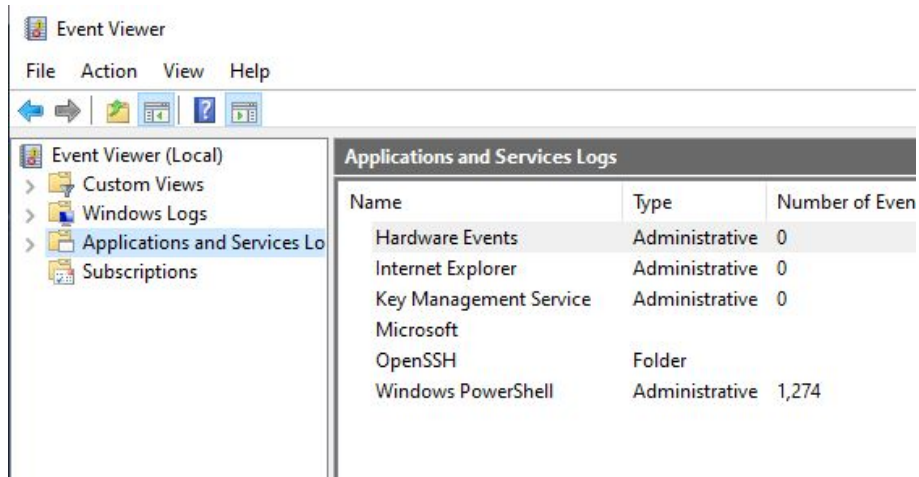 Event Viewer
File Action View Help
Event Viewer (Local)
Custom Views
Windows Logs
Applications and Services Lo
Subscriptions
Applications and Services Logs
Name Type Number of Even
Hardware Events Administrative 0
Internet Explorer Administrative 0
Key Management Service Administrative 0
Microsoft
OpenSSH Folder
Windows PowerShell Administrative 1,274